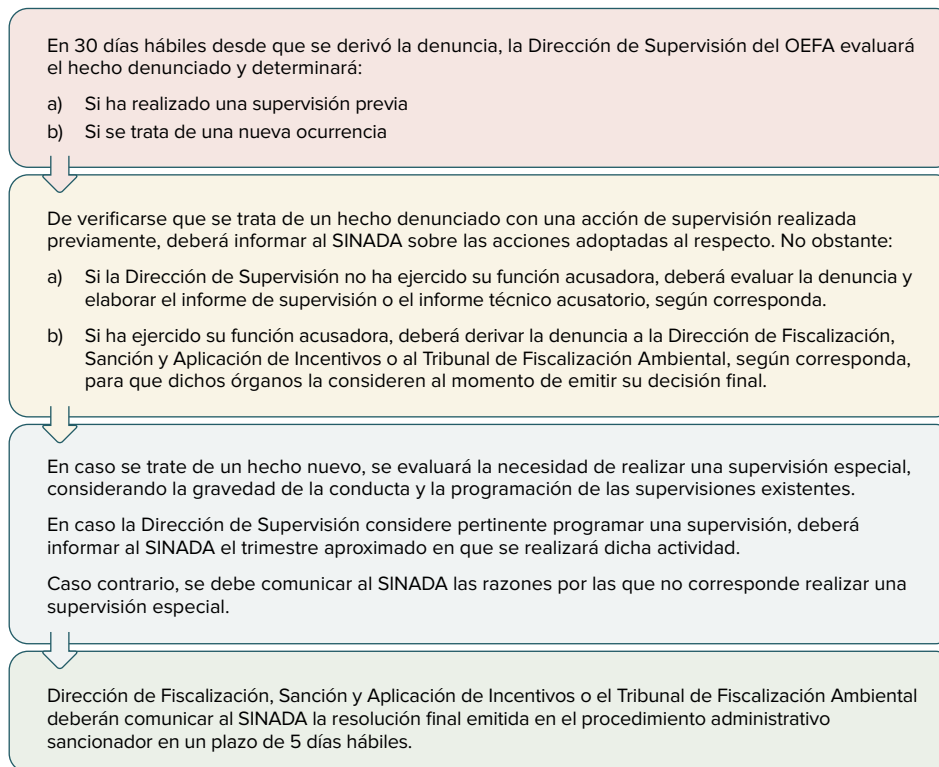 En 30 días hábiles desde que se derivó la denuncia, la Dirección de Supervisión del OEFA evaluará
el hecho denunciado y determinará:
a) Si ha realizado una supervisión previa
b) Si se trata de una nueva ocurrencia
De verificarse que se trata de un hecho denunciado con una acción de supervisión realizada
previamente, deberá informar al SINADA sobre las acciones adoptadas al respecto. No obstante:
a) Si la Dirección de Supervisión no ha ejercido su función acusadora, deberá evaluar la denuncia y
elaborar el informe de supervisión o el informe técnico acusatorio, según corresponda.
b) Si ha ejercido su función acusadora, deberá derivar la denuncia a la Dirección de Fiscalización,
Sanción y Aplicación de Incentivos o al Tribunal de Fiscalización Ambiental, según corresponda,
para que dichos órganos la consideren al momento de emitir su decisión final.
En caso se trate de un hecho nuevo, se evaluará la necesidad de realizar una supervisión especial,
considerando la gravedad de la conducta y la programación de las supervisiones existentes.
En caso la Dirección de Supervisión considere pertinente programar una supervisión, deberá
informar al SINADA el trimestre aproximado en que se realizará dicha actividad.
Caso contrario, se debe comunicar al SINADA las razones por las que no corresponde realizar una
supervisión especial.
Dirección de Fiscalización, Sanción y Aplicación de Incentivos o el Tribunal de Fiscalización Ambiental
deberán comunicar al SINADA la resolución final emitida en el procedimiento administrativo
sancionador en un plazo de 5 días hábiles.